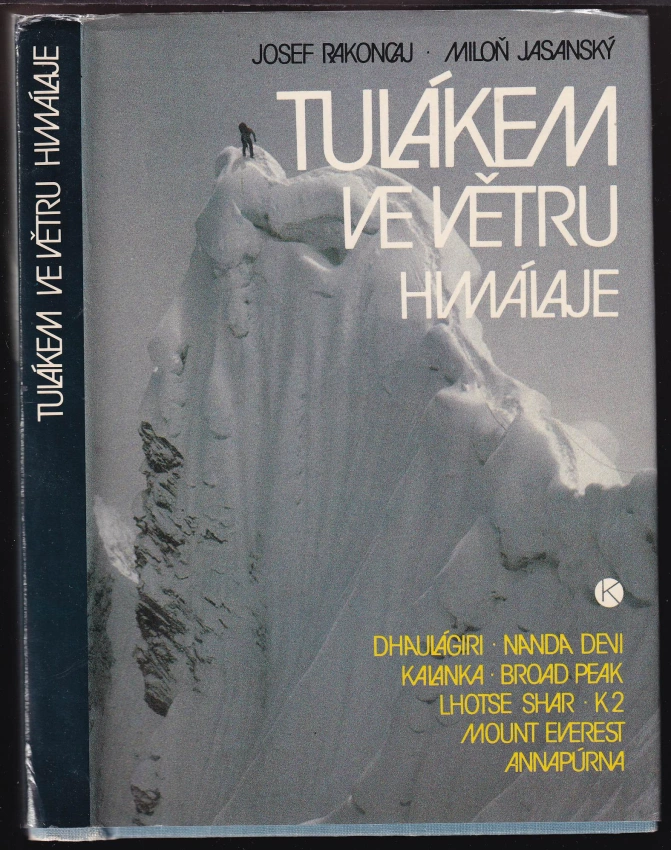 TULÁKEM VE VĚTRU HIMÁLAJE
JOSEF RAKONCAJ · MILOŇ JASANSKÝ
TULÁKEM
VE VĚTRU
HIMÁLAJE
K
DHAULÁGIRI · NANDA DEVI
KALANKA · BROAD PEAK
LHOTSE SHAR · K2
MOUNT EVEREST
ANNAPÚRNA